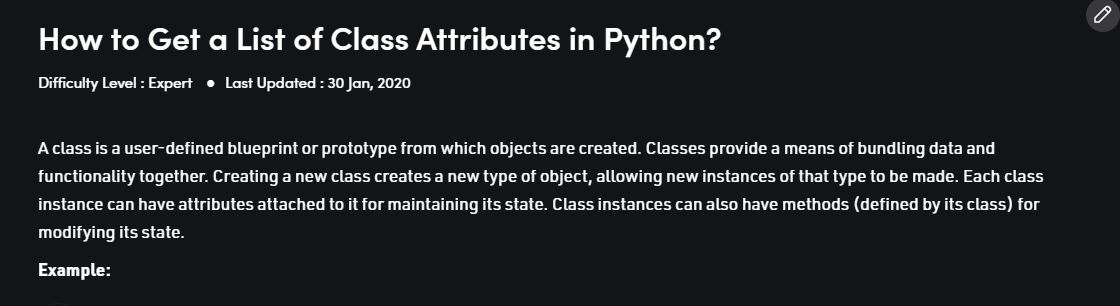 How to Get a List of Class Attributes in Python?
Difficulty Level : Expert ● Last Updated : 30 Jan, 2020
A class is a user-defined blueprint or prototype from which objects are created. Classes provide a means of bundling data and
functionality together. Creating a new class creates a new type of object, allowing new instances of that type to be made. Each class
instance can have attributes attached to it for maintaining its state. Class instances can also have methods (defined by its class) for
modifying its state.
Example: